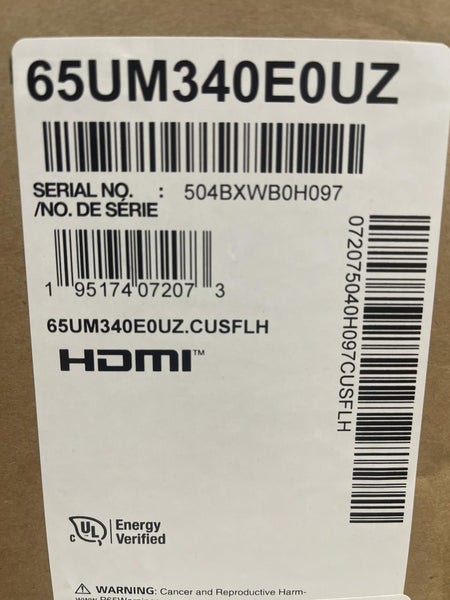 65UM340E0UZ
SERIAL NO. : 504BXWB0H097
/NO. DE SÉRIE
1 95174 07207 3
072075040H097CUSFLH
65UM340E0UZ.CUSFLH
HDMI™
c UL Energy
Verified
WARNING: Cancer and Reproductive Harm-